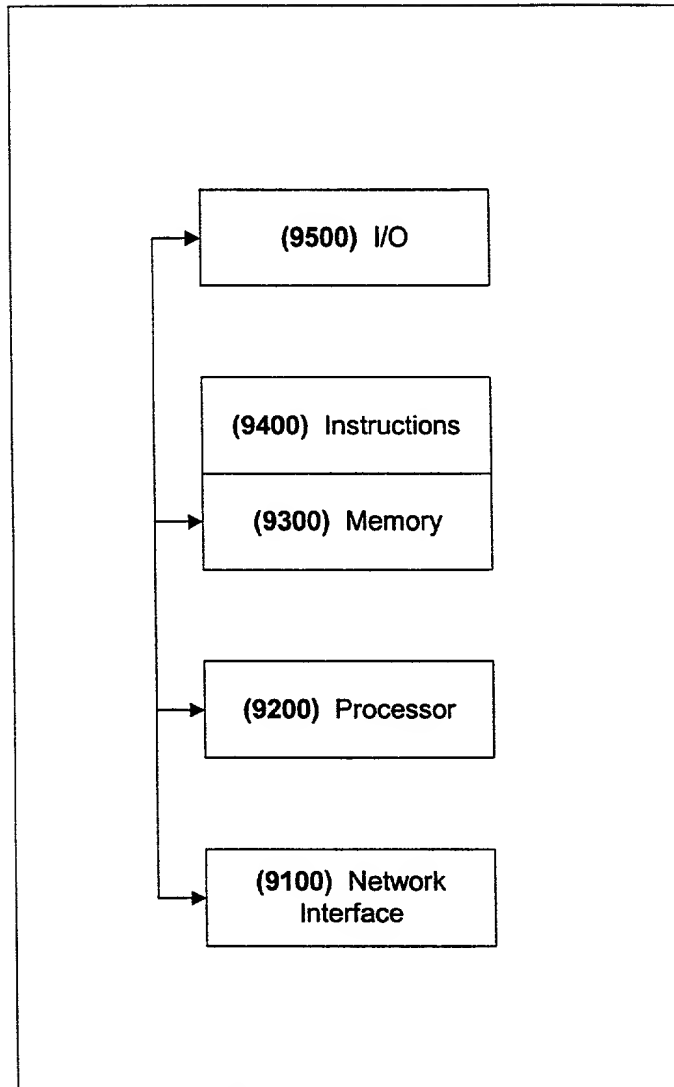 (9500) I/O
(9400) Instructions
(9300) Memory
(9200) Processor
(9100) Network
Interface